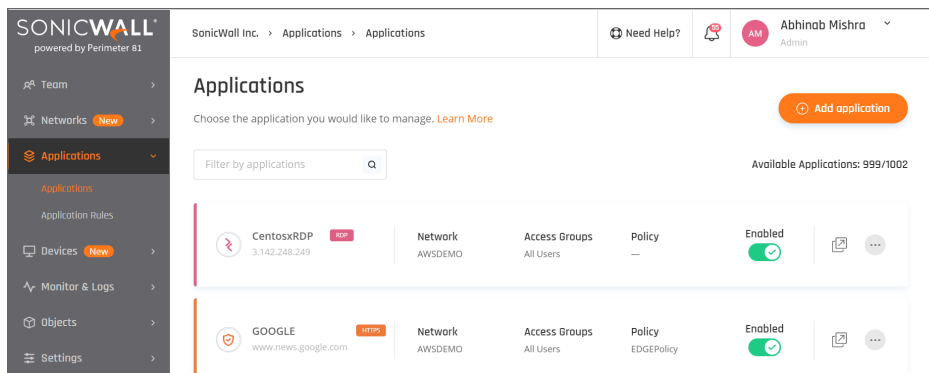 SONICWALL
powered by Perimeter 81
SonicWall Inc. › Applications › Applications
Need Help?
Abhinab Mishra
AM
Admin
Team
Networks New
Applications
Applications
Application Rules
Devices New
Monitor & Logs
Objects
Settings
Applications
Choose the application you would like to manage. Learn More
Add application
Filter by applications
Available Applications: 999/1002
CentosxRDP RDP
3.142.248.249
Network
AWSDEMO
Access Groups
All Users
Policy
—
Enabled
GOOGLE HTTPS
www.news.google.com
Network
AWSDEMO
Access Groups
All Users
Policy
EDGEPolicy
Enabled